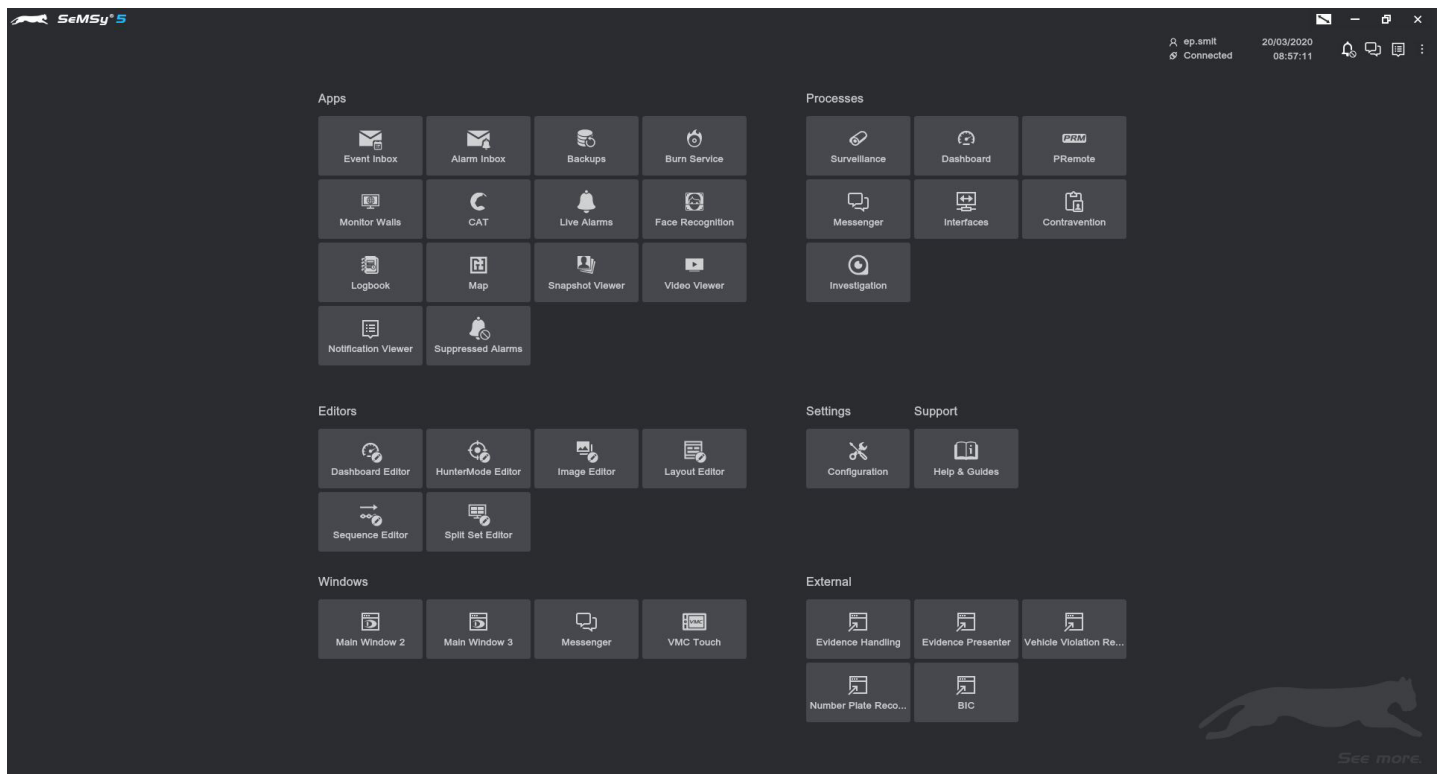 SeMSy®5
ep.smit 20/03/2020
Connected 08:57:11
Apps
Event Inbox
Alarm Inbox
Backups
Burn Service
Monitor Walls
CAT
Live Alarms
Face Recognition
Logbook
Map
Snapshot Viewer
Video Viewer
Notification Viewer
Suppressed Alarms
Processes
Surveillance
Dashboard
PRM
PRemote
Messenger
Interfaces
Contravention
Investigation
Editors
Dashboard Editor
HunterMode Editor
Image Editor
Layout Editor
Sequence Editor
Split Set Editor
Settings
Configuration
Support
Help & Guides
Windows
Main Window 2
Main Window 3
Messenger
VMC
VMC Touch
External
Evidence Handling
Evidence Presenter
Vehicle Violation Re...
Number Plate Reco...
BIC
See more.